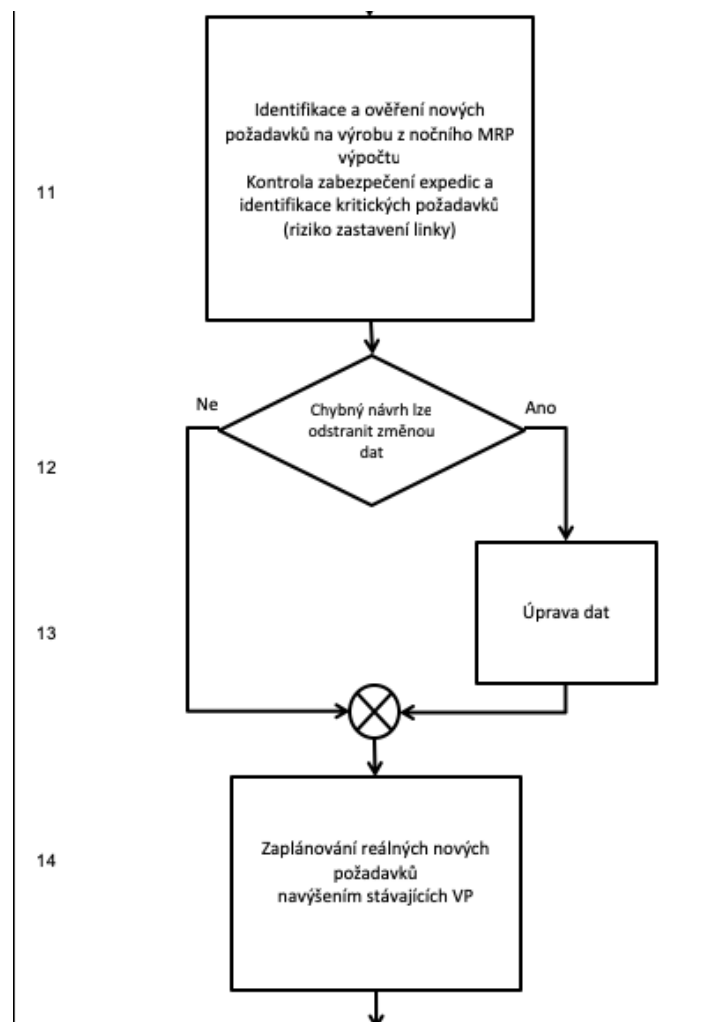 Identifikace a ověření nových
požadavků na výrobu z nočního MRP
výpočtu
Kontrola zabezpečení expedic a
identifikace kritických požadavků
(riziko zastavení linky)
11
Ne
Chybný návrh lze
odstranit změnou
dat
Ano
12
Úprava dat
13
Zaplánování reálných nových
požadavků
navýšením stávajících VP
14